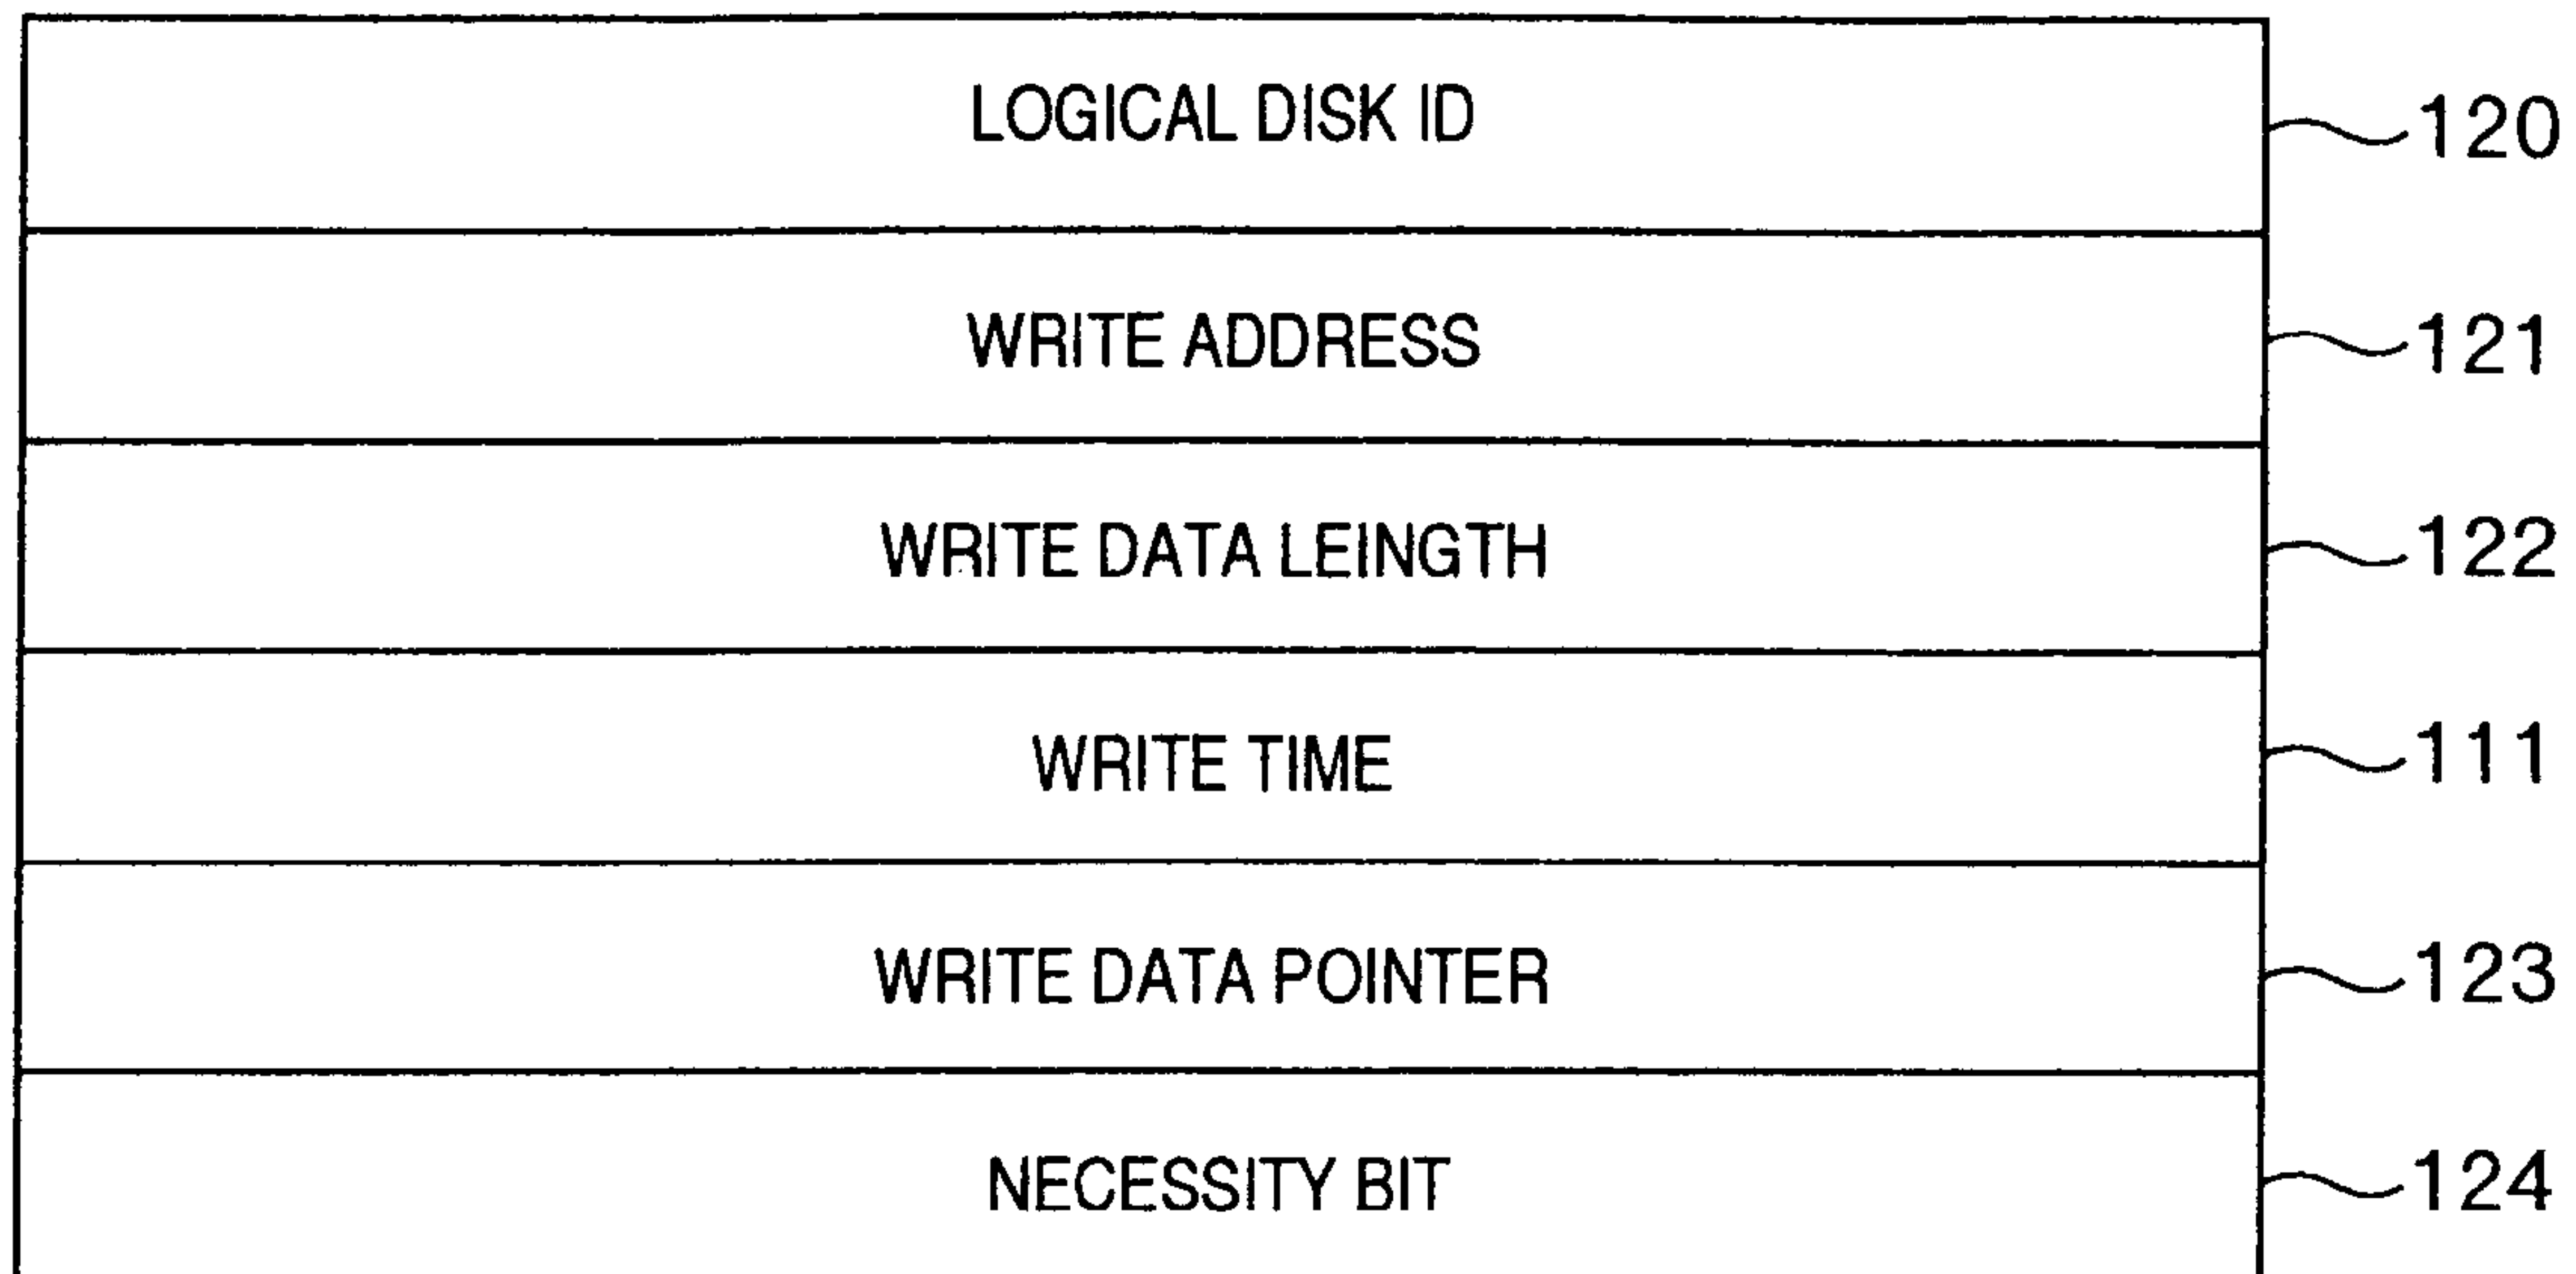 LOGICAL DISK ID 120
WRITE ADDRESS 121
WRITE DATA LEINGTH 122
WRITE TIME 111
WRITE DATA POINTER 123
NECESSITY BIT 124